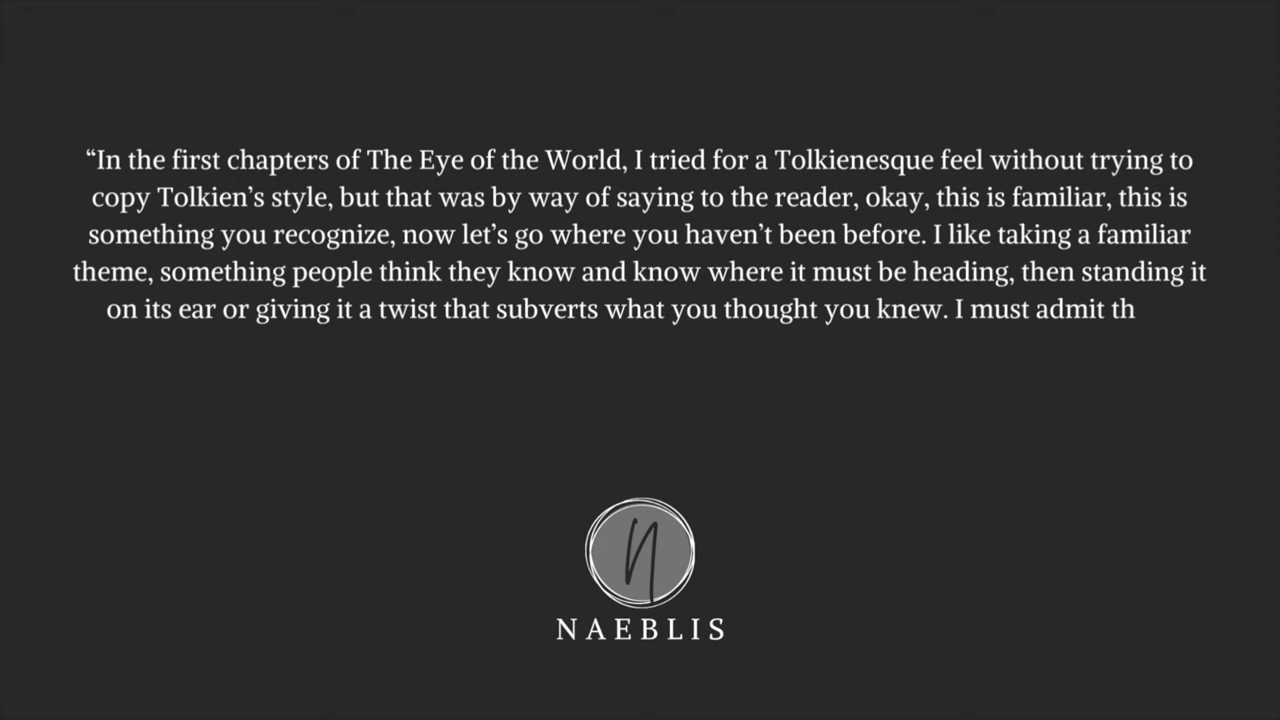 “In the first chapters of The Eye of the World, I tried for a Tolkienesque feel without trying to
copy Tolkien’s style, but that was by way of saying to the reader, okay, this is familiar, this is
something you recognize, now let’s go where you haven’t been before. I like taking a familiar
theme, something people think they know and know where it must be heading, then standing it
on its ear or giving it a twist that subverts what you thought you knew. I must admit th
N
NAEBLIS